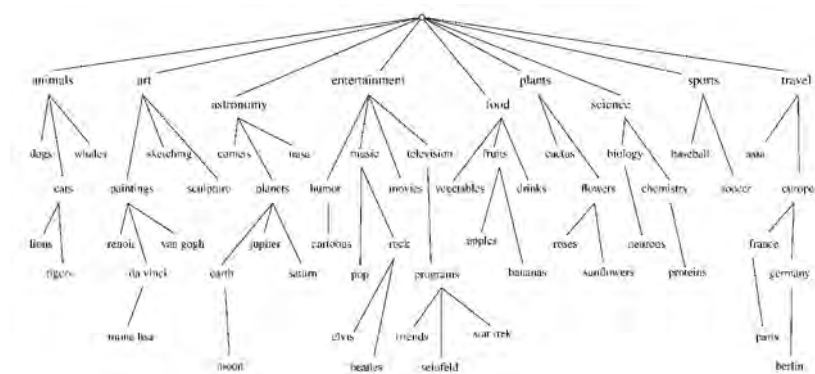 animals art entertainment plants sports travel
astronomy food science
dogs whales sketching comets nasa music television fruits cactus biology baseball asia
cats paintings sculpture planets humor movies vegetables drinks flowers chemistry soccer europe
lions renoir van gogh jupiter cartoons rock apples roses neurons france
tigers da vinci earth saturn pop programs bananas sunflowers proteins germany
mona lisa elvis friends star trek paris
moon beatles seinfeld berlin